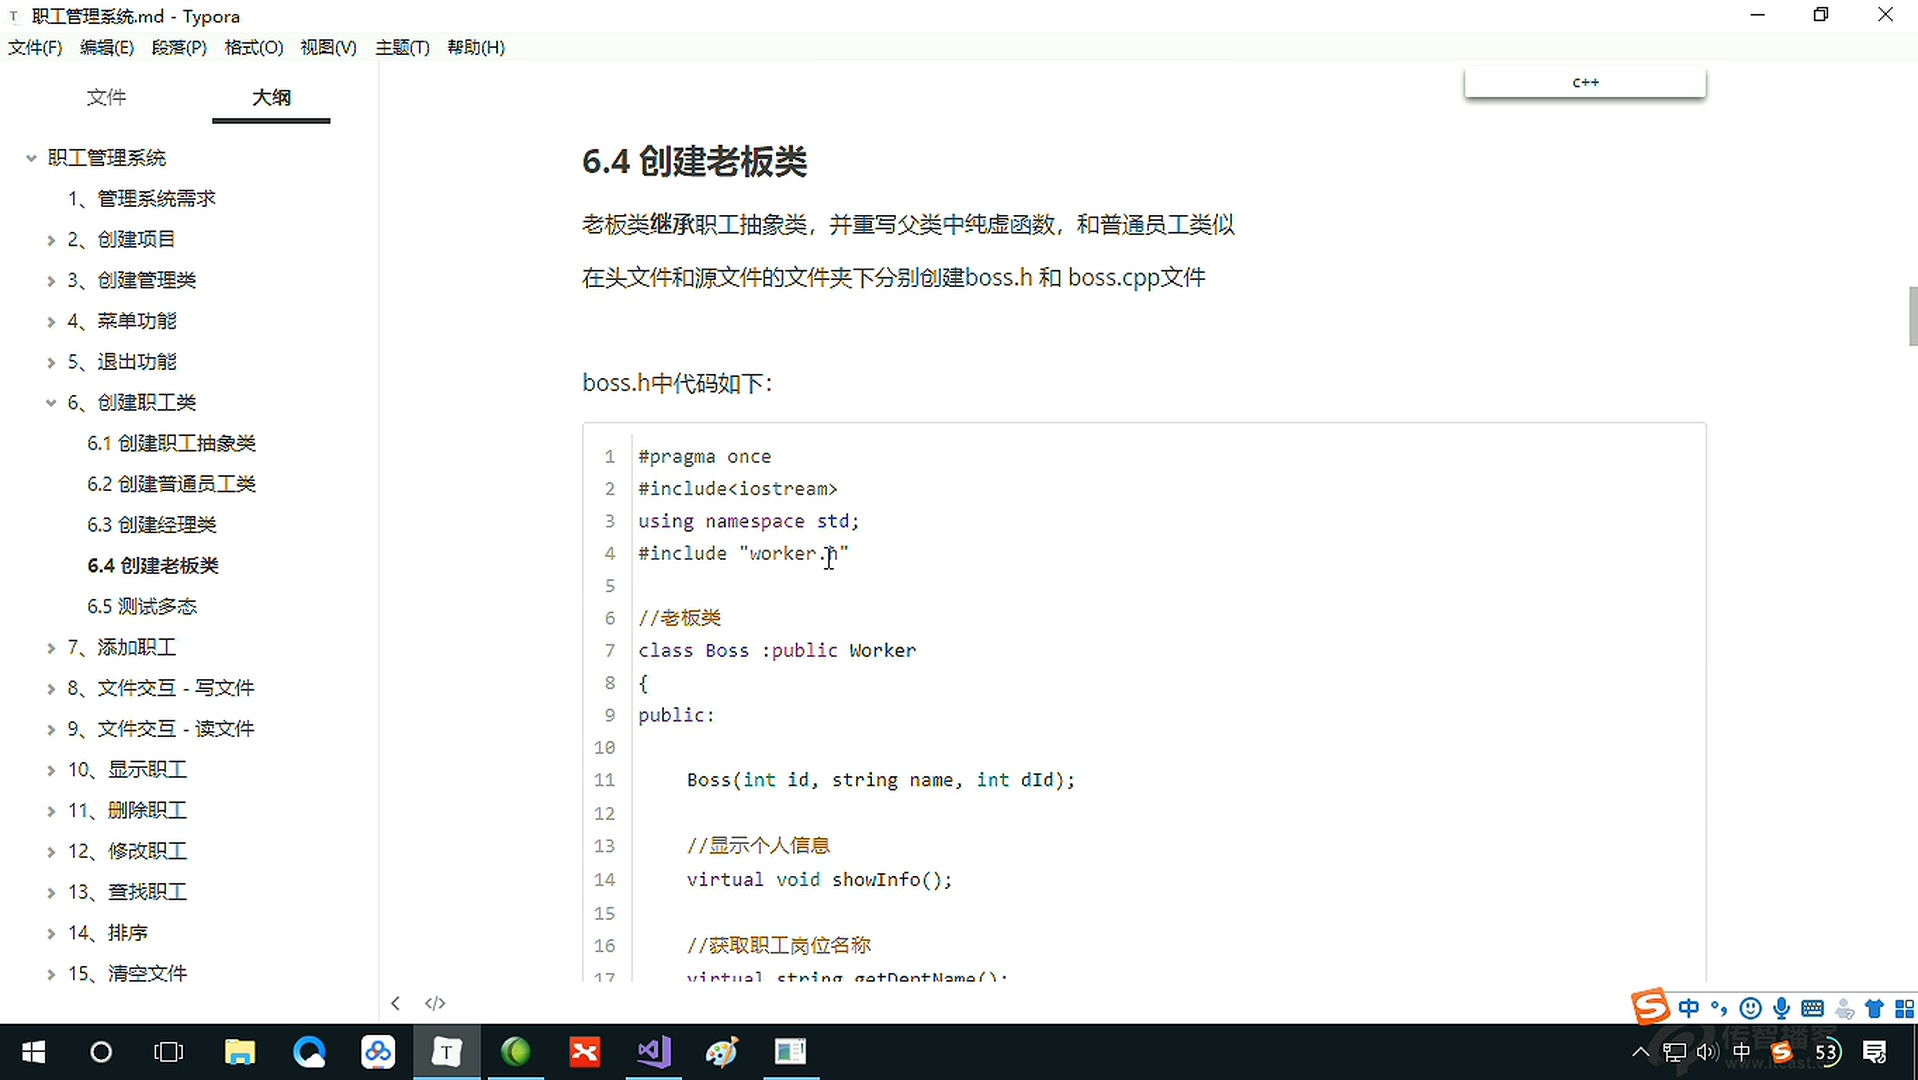 职工管理系统.md - Typora
文件(F) 编辑(E) 段落(P) 格式(O) 视图(V) 主题(T) 帮助(H)
文件 大纲
职工管理系统
1、管理系统需求
2、创建项目
3、创建管理类
4、菜单功能
5、退出功能
6、创建职工类
6.1 创建职工抽象类
6.2 创建普通员工类
6.3 创建经理类
6.4 创建老板类
6.5 测试多态
7、添加职工
8、文件交互 - 写文件
9、文件交互 - 读文件
10、显示职工
11、删除职工
12、修改职工
13、查找职工
14、排序
15、清空文件
c++
6.4 创建老板类
老板类继承职工抽象类，并重写父类中纯虚函数，和普通员工类似
在头文件和源文件的文件夹下分别创建boss.h 和 boss.cpp文件
boss.h中代码如下：
1 #pragma once
2 #include<iostream>
3 using namespace std;
4 #include "worker.h"
5
6 //老板类
7 class Boss :public Worker
8 {
9 public:
10
11 Boss(int id, string name, int dId);
12
13 //显示个人信息
14 virtual void showInfo();
15
16 //获取职工岗位名称
17 virtual string getDeptName();
</> 
中
中 53
传智播客
www.itcast.cn